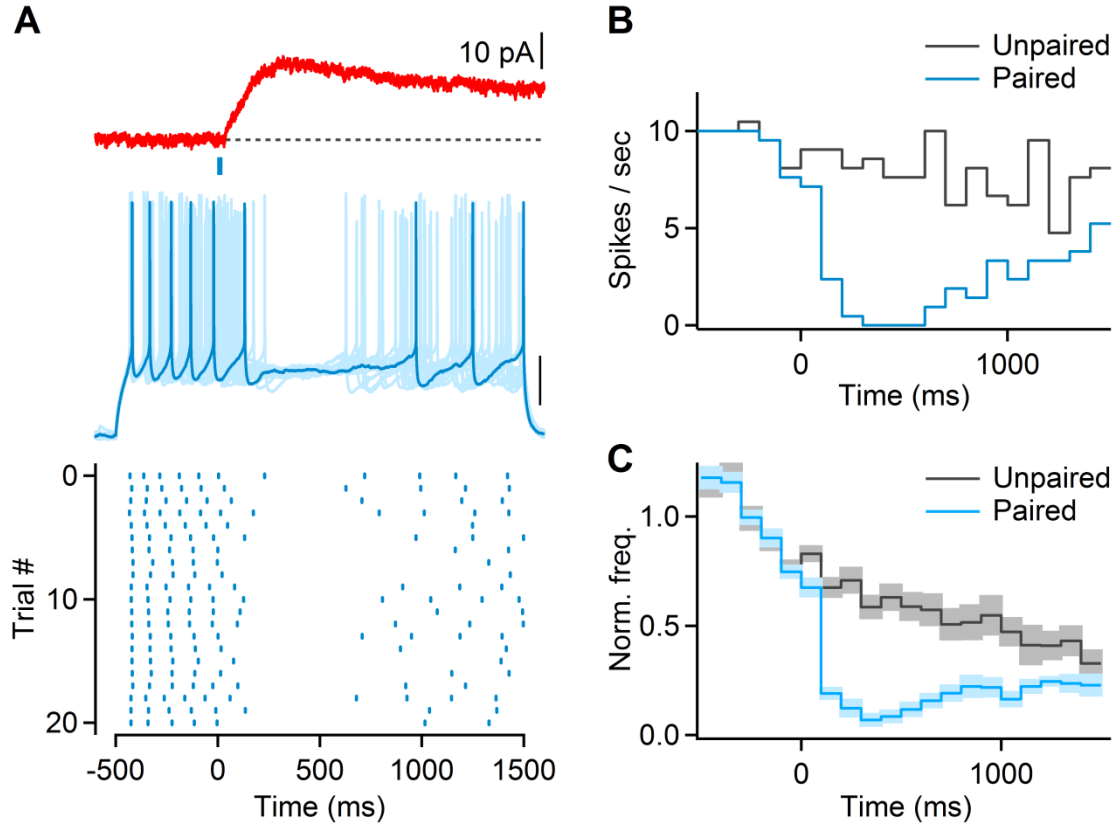 A
10 pA
0
10
20
Trial #
-500 0 500 1000 1500
Time (ms)
B
Unpaired
Paired
10
5
0
Spikes / sec
0 1000
Time (ms)
C
Unpaired
Paired
1.0
0.5
0.0
Norm. freq.
0 1000
Time (ms)